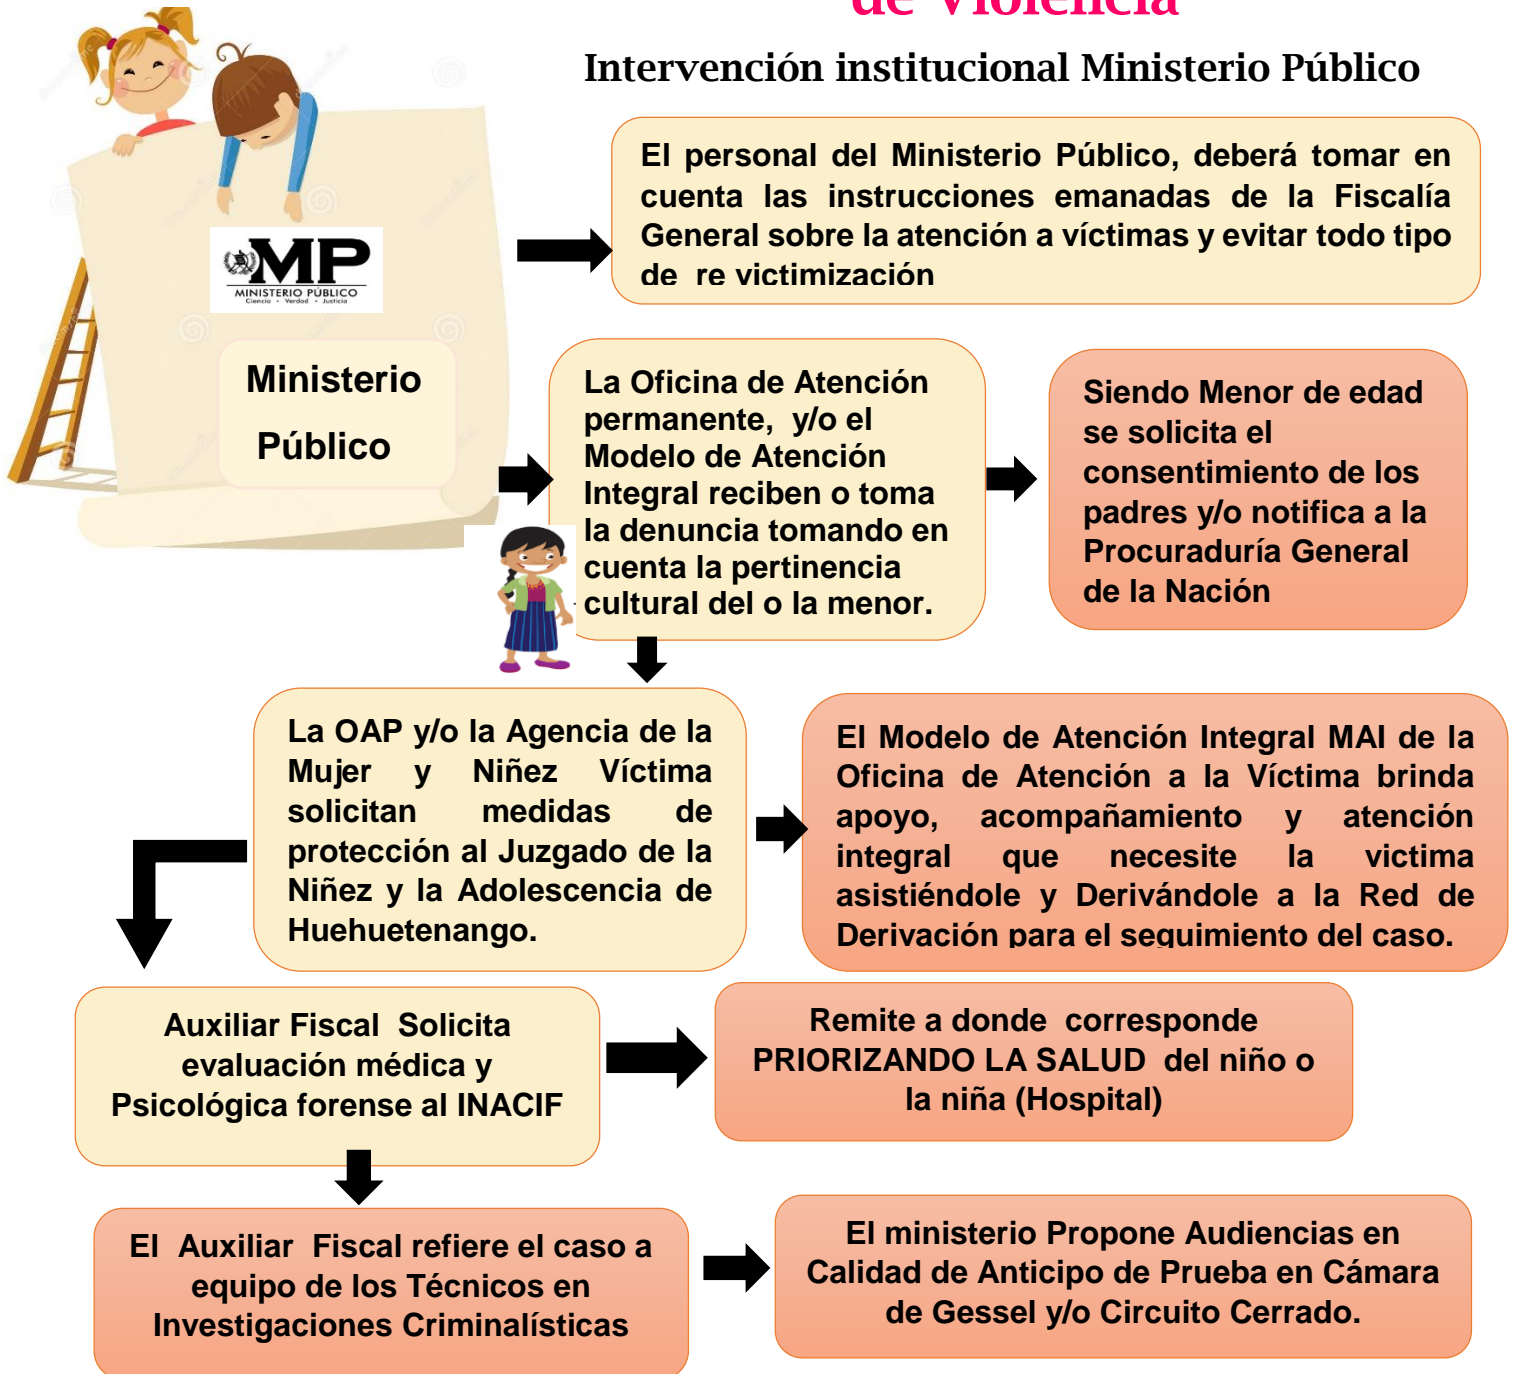 de Violencia
Intervención institucional Ministerio Público
El personal del Ministerio Público, deberá tomar en
cuenta las instrucciones emanadas de la Fiscalía
General sobre la atención a víctimas y evitar todo tipo
de re victimización
MP
MINISTERIO PÚBLICO
Ciencia - Verdad - Justicia
Ministerio
Público
La Oficina de Atención
permanente, y/o el
Modelo de Atención
Integral reciben o toma
la denuncia tomando en
cuenta la pertinencia
cultural del o la menor.
Siendo Menor de edad
se solicita el
consentimiento de los
padres y/o notifica a la
Procuraduría General
de la Nación
La OAP y/o la Agencia de la
Mujer y Niñez Víctima
solicitan medidas de
protección al Juzgado de la
Niñez y la Adolescencia de
Huehuetenango.
El Modelo de Atención Integral MAI de la
Oficina de Atención a la Víctima brinda
apoyo, acompañamiento y atención
integral que necesite la victima
asistiéndole y Derivándole a la Red de
Derivación para el seguimiento del caso.
Auxiliar Fiscal Solicita
evaluación médica y
Psicológica forense al INACIF
Remite a donde corresponde
PRIORIZANDO LA SALUD del niño o
la niña (Hospital)
El Auxiliar Fiscal refiere el caso a
equipo de los Técnicos en
Investigaciones Criminalísticas
El ministerio Propone Audiencias en
Calidad de Anticipo de Prueba en Cámara
de Gessel y/o Circuito Cerrado.